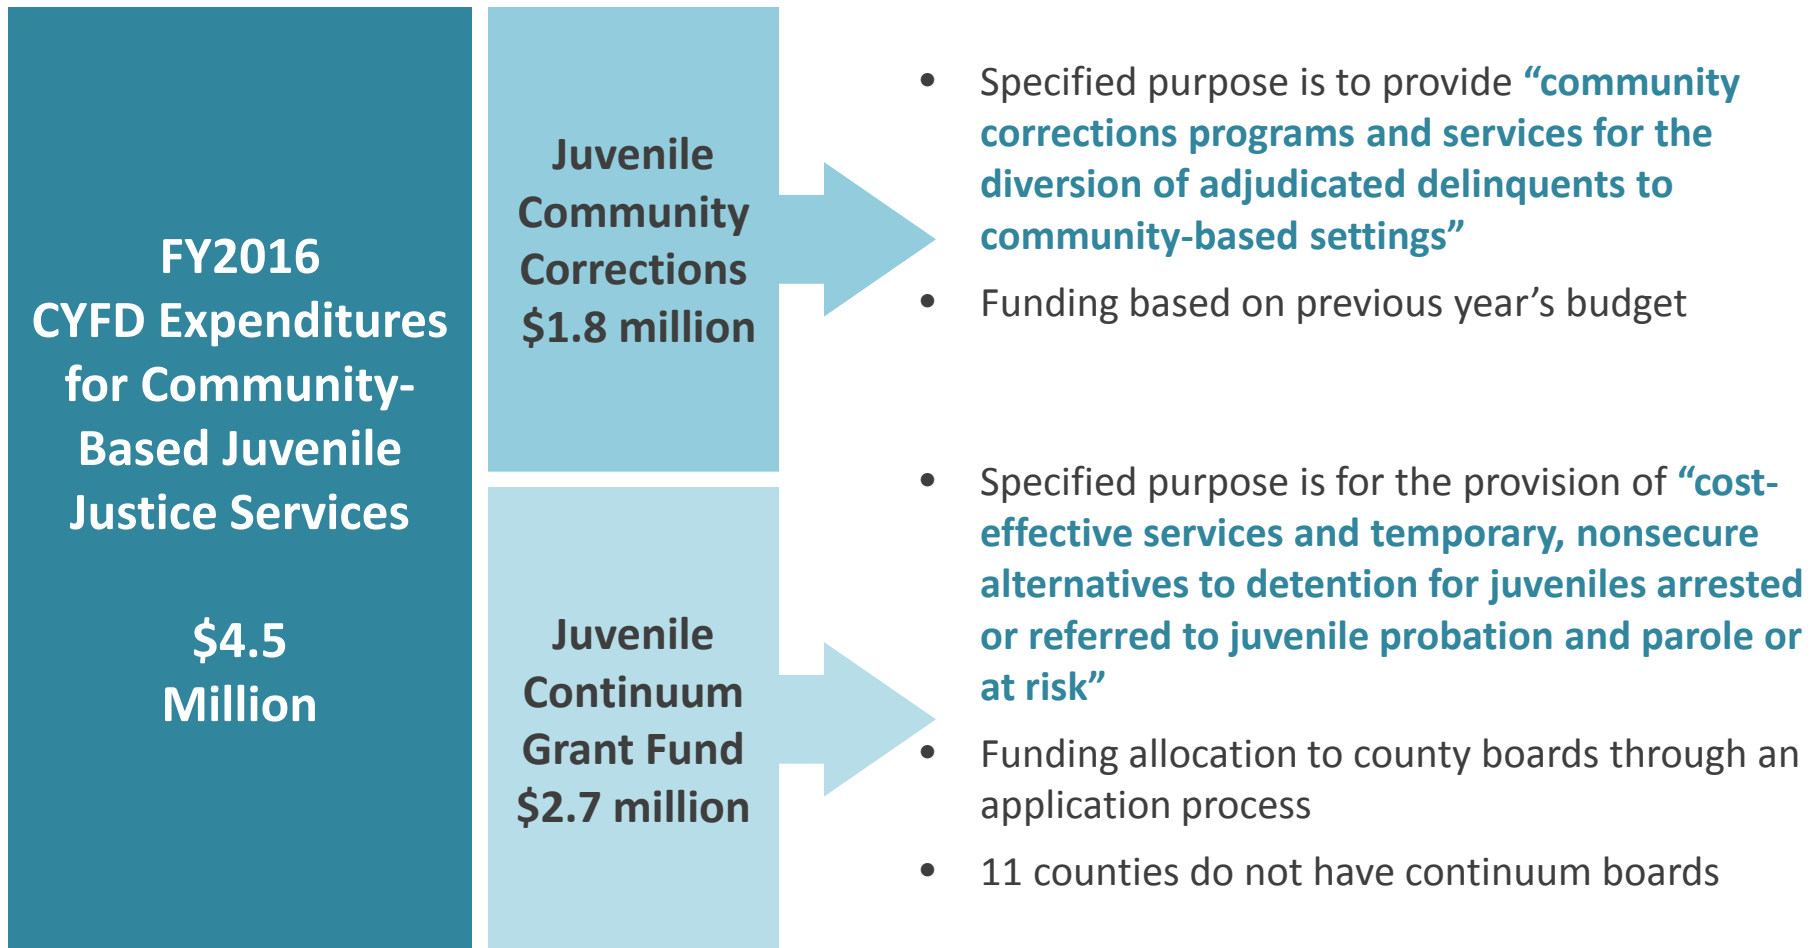 FY2016
CYFD Expenditures
for Community-
Based Juvenile
Justice Services
$4.5
Million
Juvenile
Community
Corrections
$1.8 million
• Specified purpose is to provide “community
corrections programs and services for the
diversion of adjudicated delinquents to
community-based settings”
• Funding based on previous year’s budget
Juvenile
Continuum
Grant Fund
$2.7 million
• Specified purpose is for the provision of “cost-
effective services and temporary, nonsecure
alternatives to detention for juveniles arrested
or referred to juvenile probation and parole or
at risk”
• Funding allocation to county boards through an
application process
• 11 counties do not have continuum boards